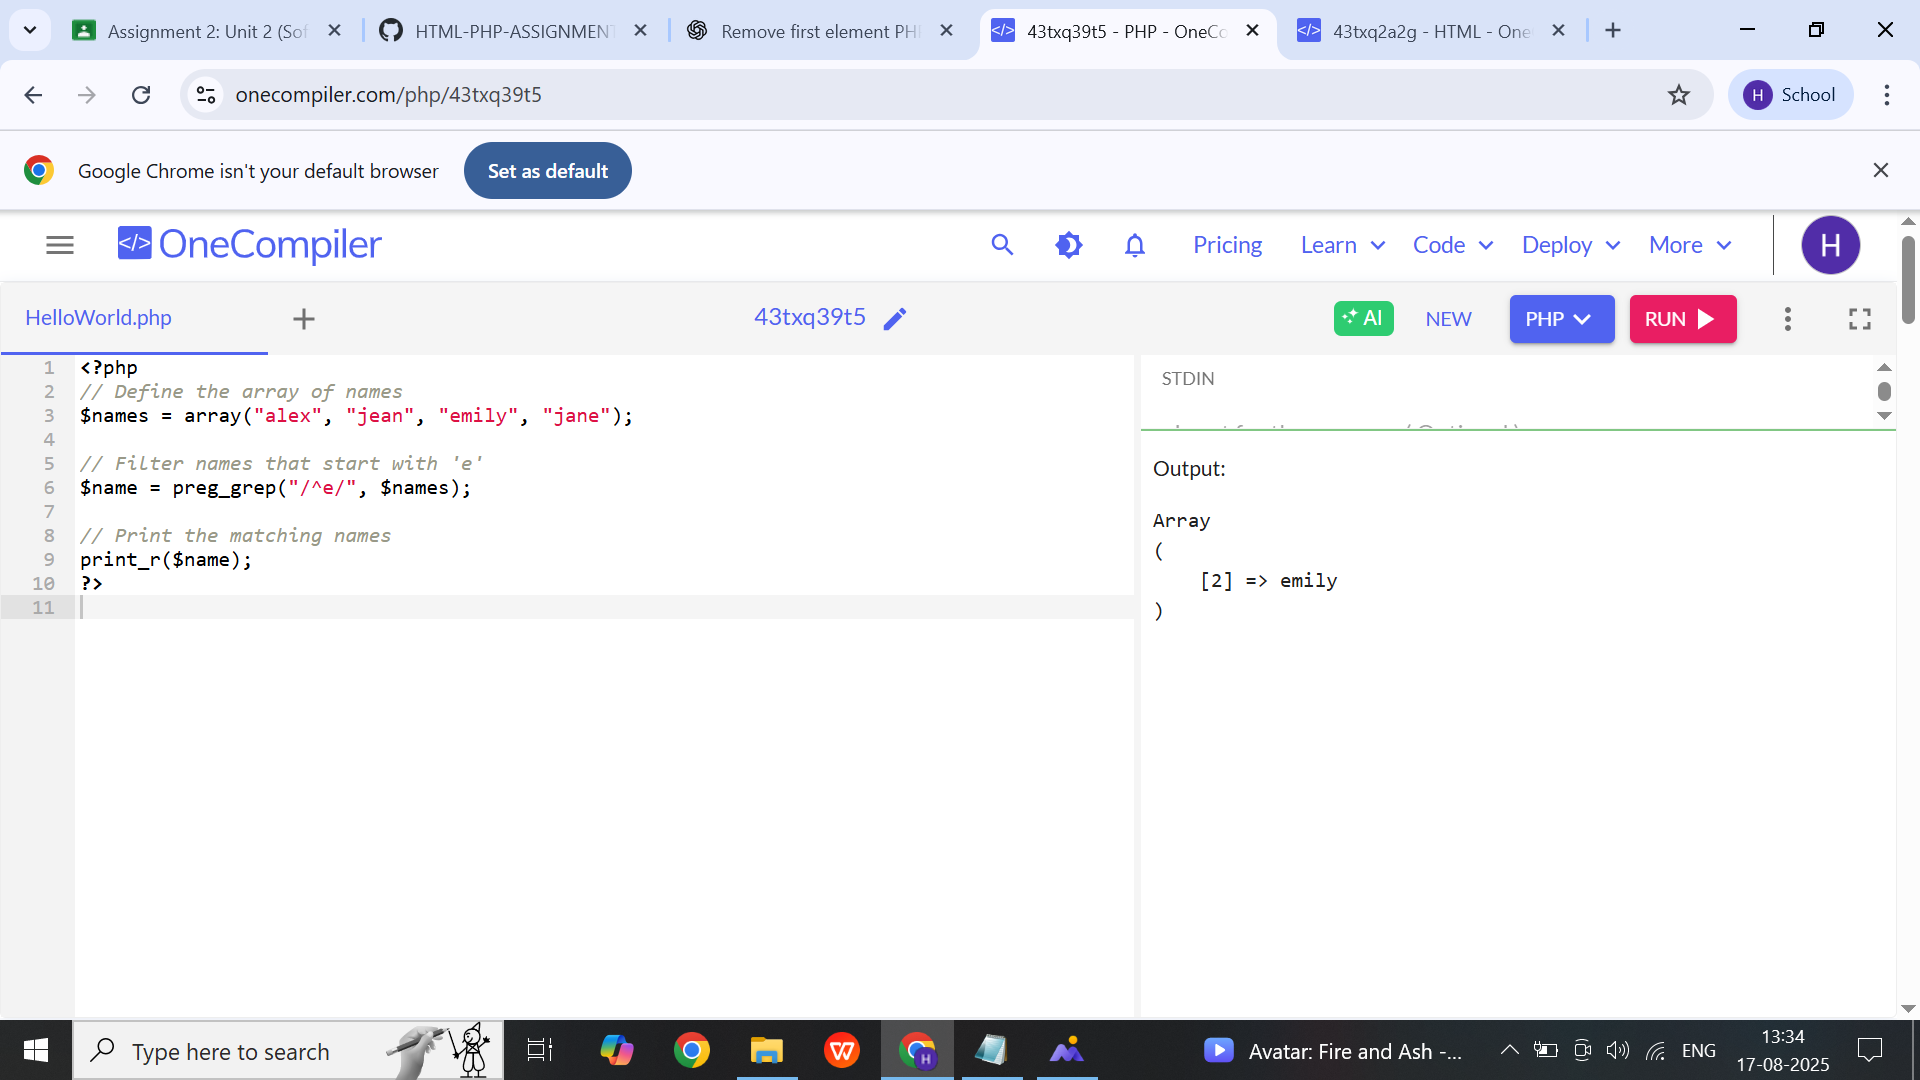 Assignment 2: Unit 2 (Sof
HTML-PHP-ASSIGNMENT
Remove first element PH
43txq39t5 - PHP - OneCo
43txq2a2g - HTML - One
onecompiler.com/php/43txq39t5
H School
Google Chrome isn't your default browser
Set as default
</> OneCompiler
Pricing
Learn
Code
Deploy
More
H
HelloWorld.php
43txq39t5
AI
NEW
PHP
RUN
1 <?php
2 // Define the array of names
3 $names = array("alex", "jean", "emily", "jane");
4
5 // Filter names that start with 'e'
6 $name = preg_grep("/^e/", $names);
7
8 // Print the matching names
9 print_r($name);
10 ?>
11
STDIN
Output:
Array
(
[2] => emily
)
Type here to search
Avatar: Fire and Ash -...
ENG
13:34
17-08-2025